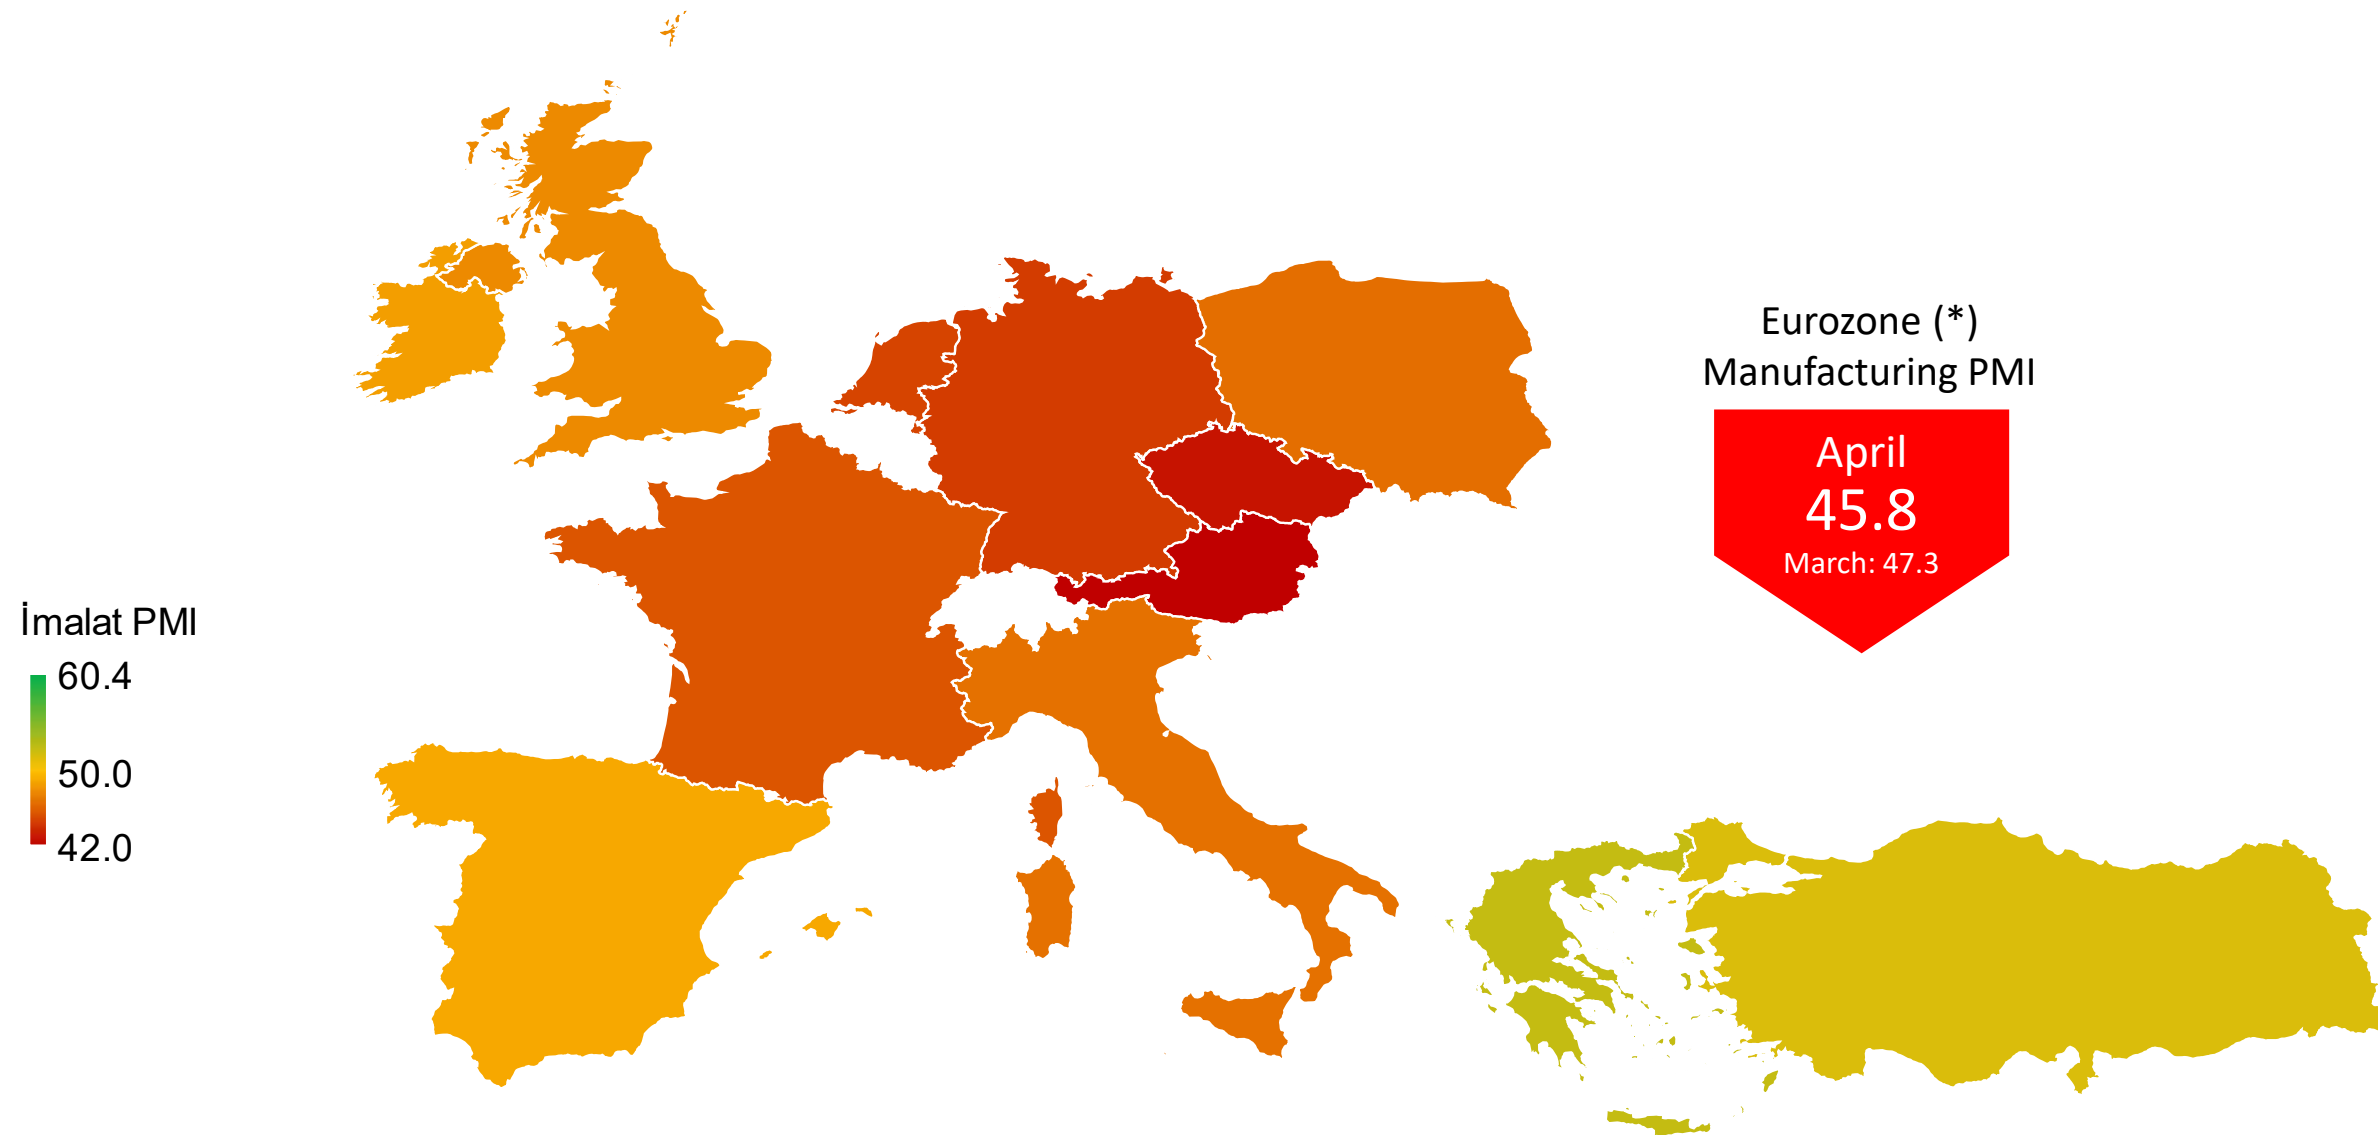 Eurozone (*)
Manufacturing PMI
April
45.8
March: 47.3
İmalat PMI
60.4
50.0
42.0